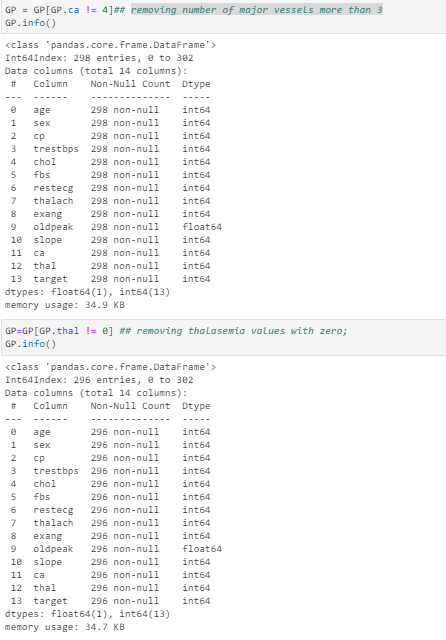 GP = GP[GP.ca != 4]## removing number of major vessels more than 3
GP.info()
<class 'pandas.core.frame.DataFrame'>
Int64Index: 298 entries, 0 to 302
Data columns (total 14 columns):
 #   Column    Non-Null Count  Dtype
---  ------    --------------  -----
 0   age       298 non-null    int64
 1   sex       298 non-null    int64
 2   cp        298 non-null    int64
 3   trestbps  298 non-null    int64
 4   chol      298 non-null    int64
 5   fbs       298 non-null    int64
 6   restecg   298 non-null    int64
 7   thalach   298 non-null    int64
 8   exang     298 non-null    int64
 9   oldpeak   298 non-null    float64
 10  slope     298 non-null    int64
 11  ca        298 non-null    int64
 12  thal      298 non-null    int64
 13  target    298 non-null    int64
dtypes: float64(1), int64(13)
memory usage: 34.9 KB
GP=GP[GP.thal != 0] ## removing thalasemia values with zero;
GP.info()
<class 'pandas.core.frame.DataFrame'>
Int64Index: 296 entries, 0 to 302
Data columns (total 14 columns):
 #   Column    Non-Null Count  Dtype
---  ------    --------------  -----
 0   age       296 non-null    int64
 1   sex       296 non-null    int64
 2   cp        296 non-null    int64
 3   trestbps  296 non-null    int64
 4   chol      296 non-null    int64
 5   fbs       296 non-null    int64
 6   restecg   296 non-null    int64
 7   thalach   296 non-null    int64
 8   exang     296 non-null    int64
 9   oldpeak   296 non-null    float64
 10  slope     296 non-null    int64
 11  ca        296 non-null    int64
 12  thal      296 non-null    int64
 13  target    296 non-null    int64
dtypes: float64(1), int64(13)
memory usage: 34.7 KB